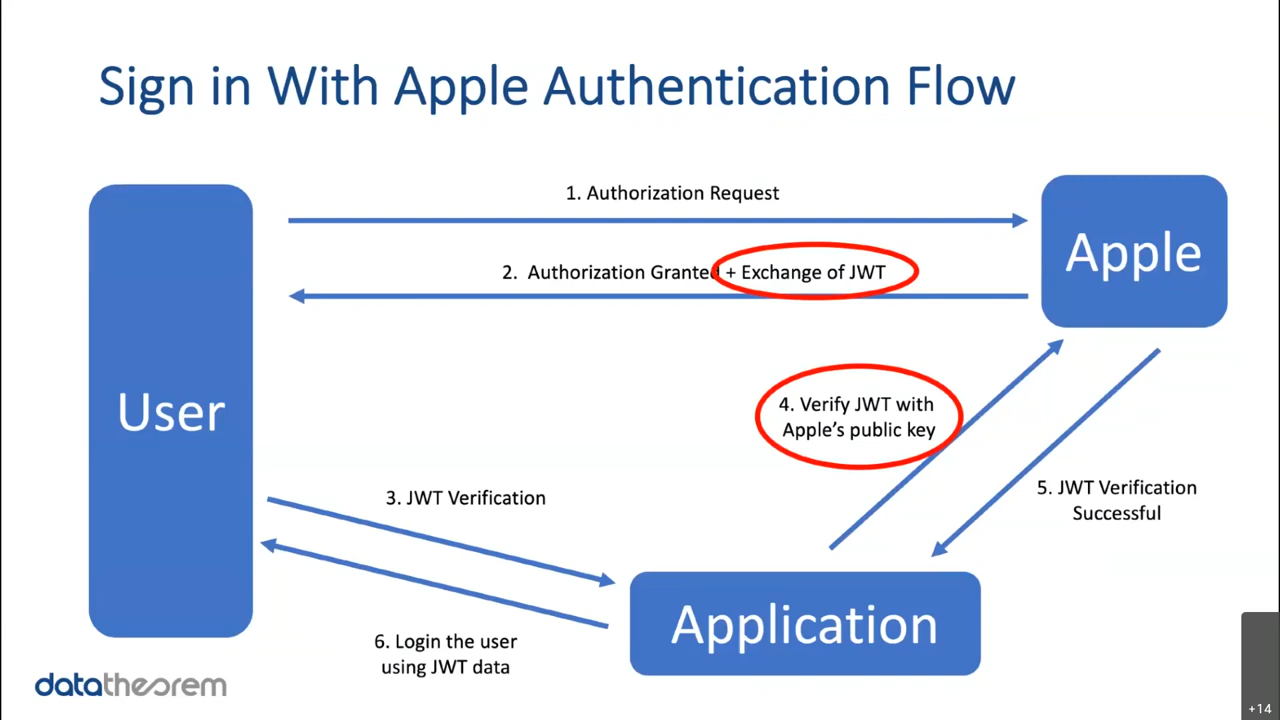 Sign in With Apple Authentication Flow
1. Authorization Request
Apple
2. Authorization Granted + Exchange of JWT
User
4. Verify JWT with
Apple's public key
3. JWT Verification
5. JWT Verification
Successful
Application
6. Login the user
using JWT data
datatheorem
+14